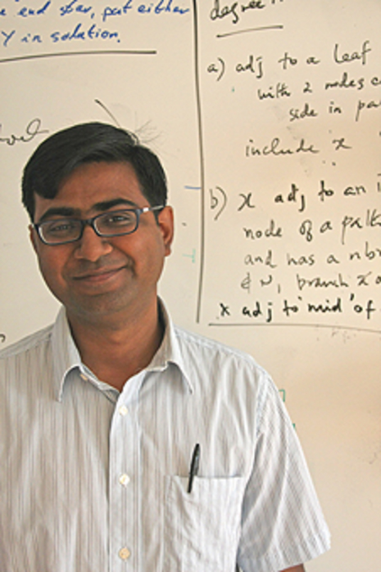 e end star, put either
Y in solution.
degree
a) adj to a leaf
with 2 nodes
side in pa
include x
b) x adj to an i
node of a path
and has a nbr
∉ N, branch x a
x adj to 'mid' of